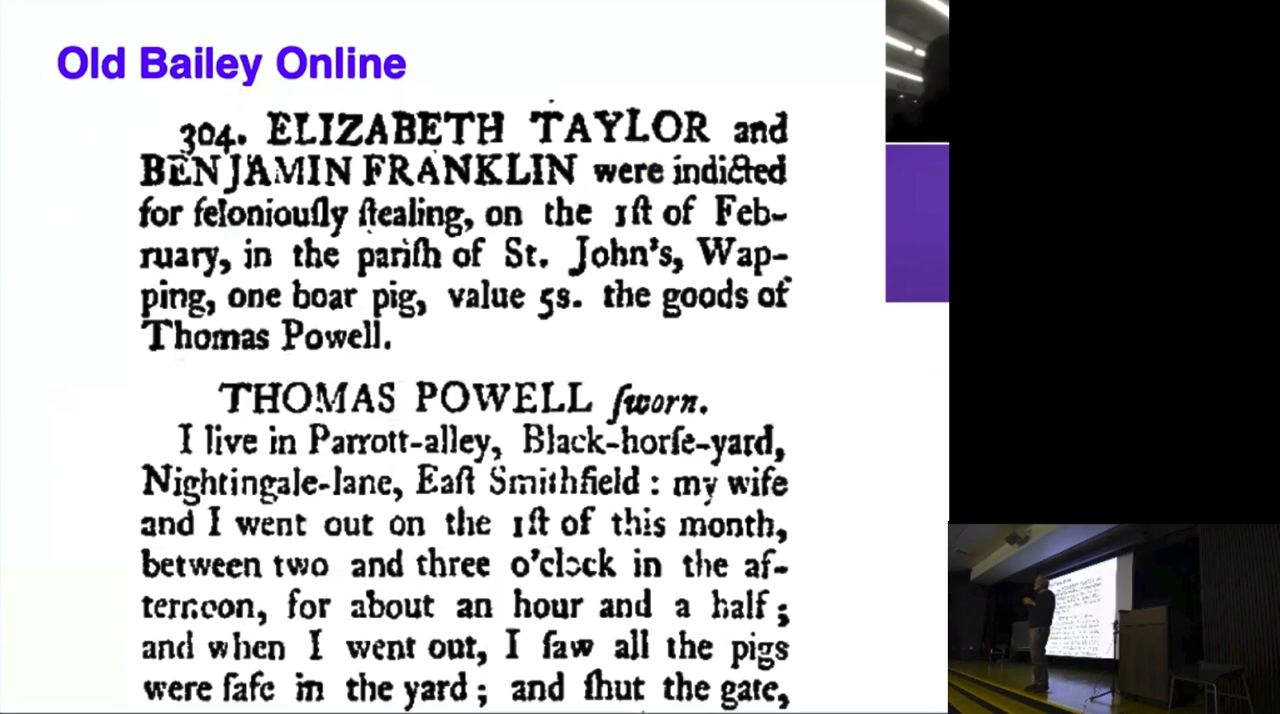 Old Bailey Online
304. ELIZABETH TAYLOR and
BENJAMIN FRANKLIN were indicted
for feloniouſly ſtealing, on the 1ſt of Feb-
ruary, in the pariſh of St. John's, Wap-
ping, one boar pig, value 5s. the goods of
Thomas Powell.
THOMAS POWELL ſworn.
I live in Parrott-alley, Black-horſe-yard,
Nightingale-lane, Eaſt Smithfield : my wife
and I went out on the 1ſt of this month,
between two and three o'clock in the af-
ternoon, for about an hour and a half ;
and when I went out, I ſaw all the pigs
were ſafe in the yard ; and ſhut the gate,